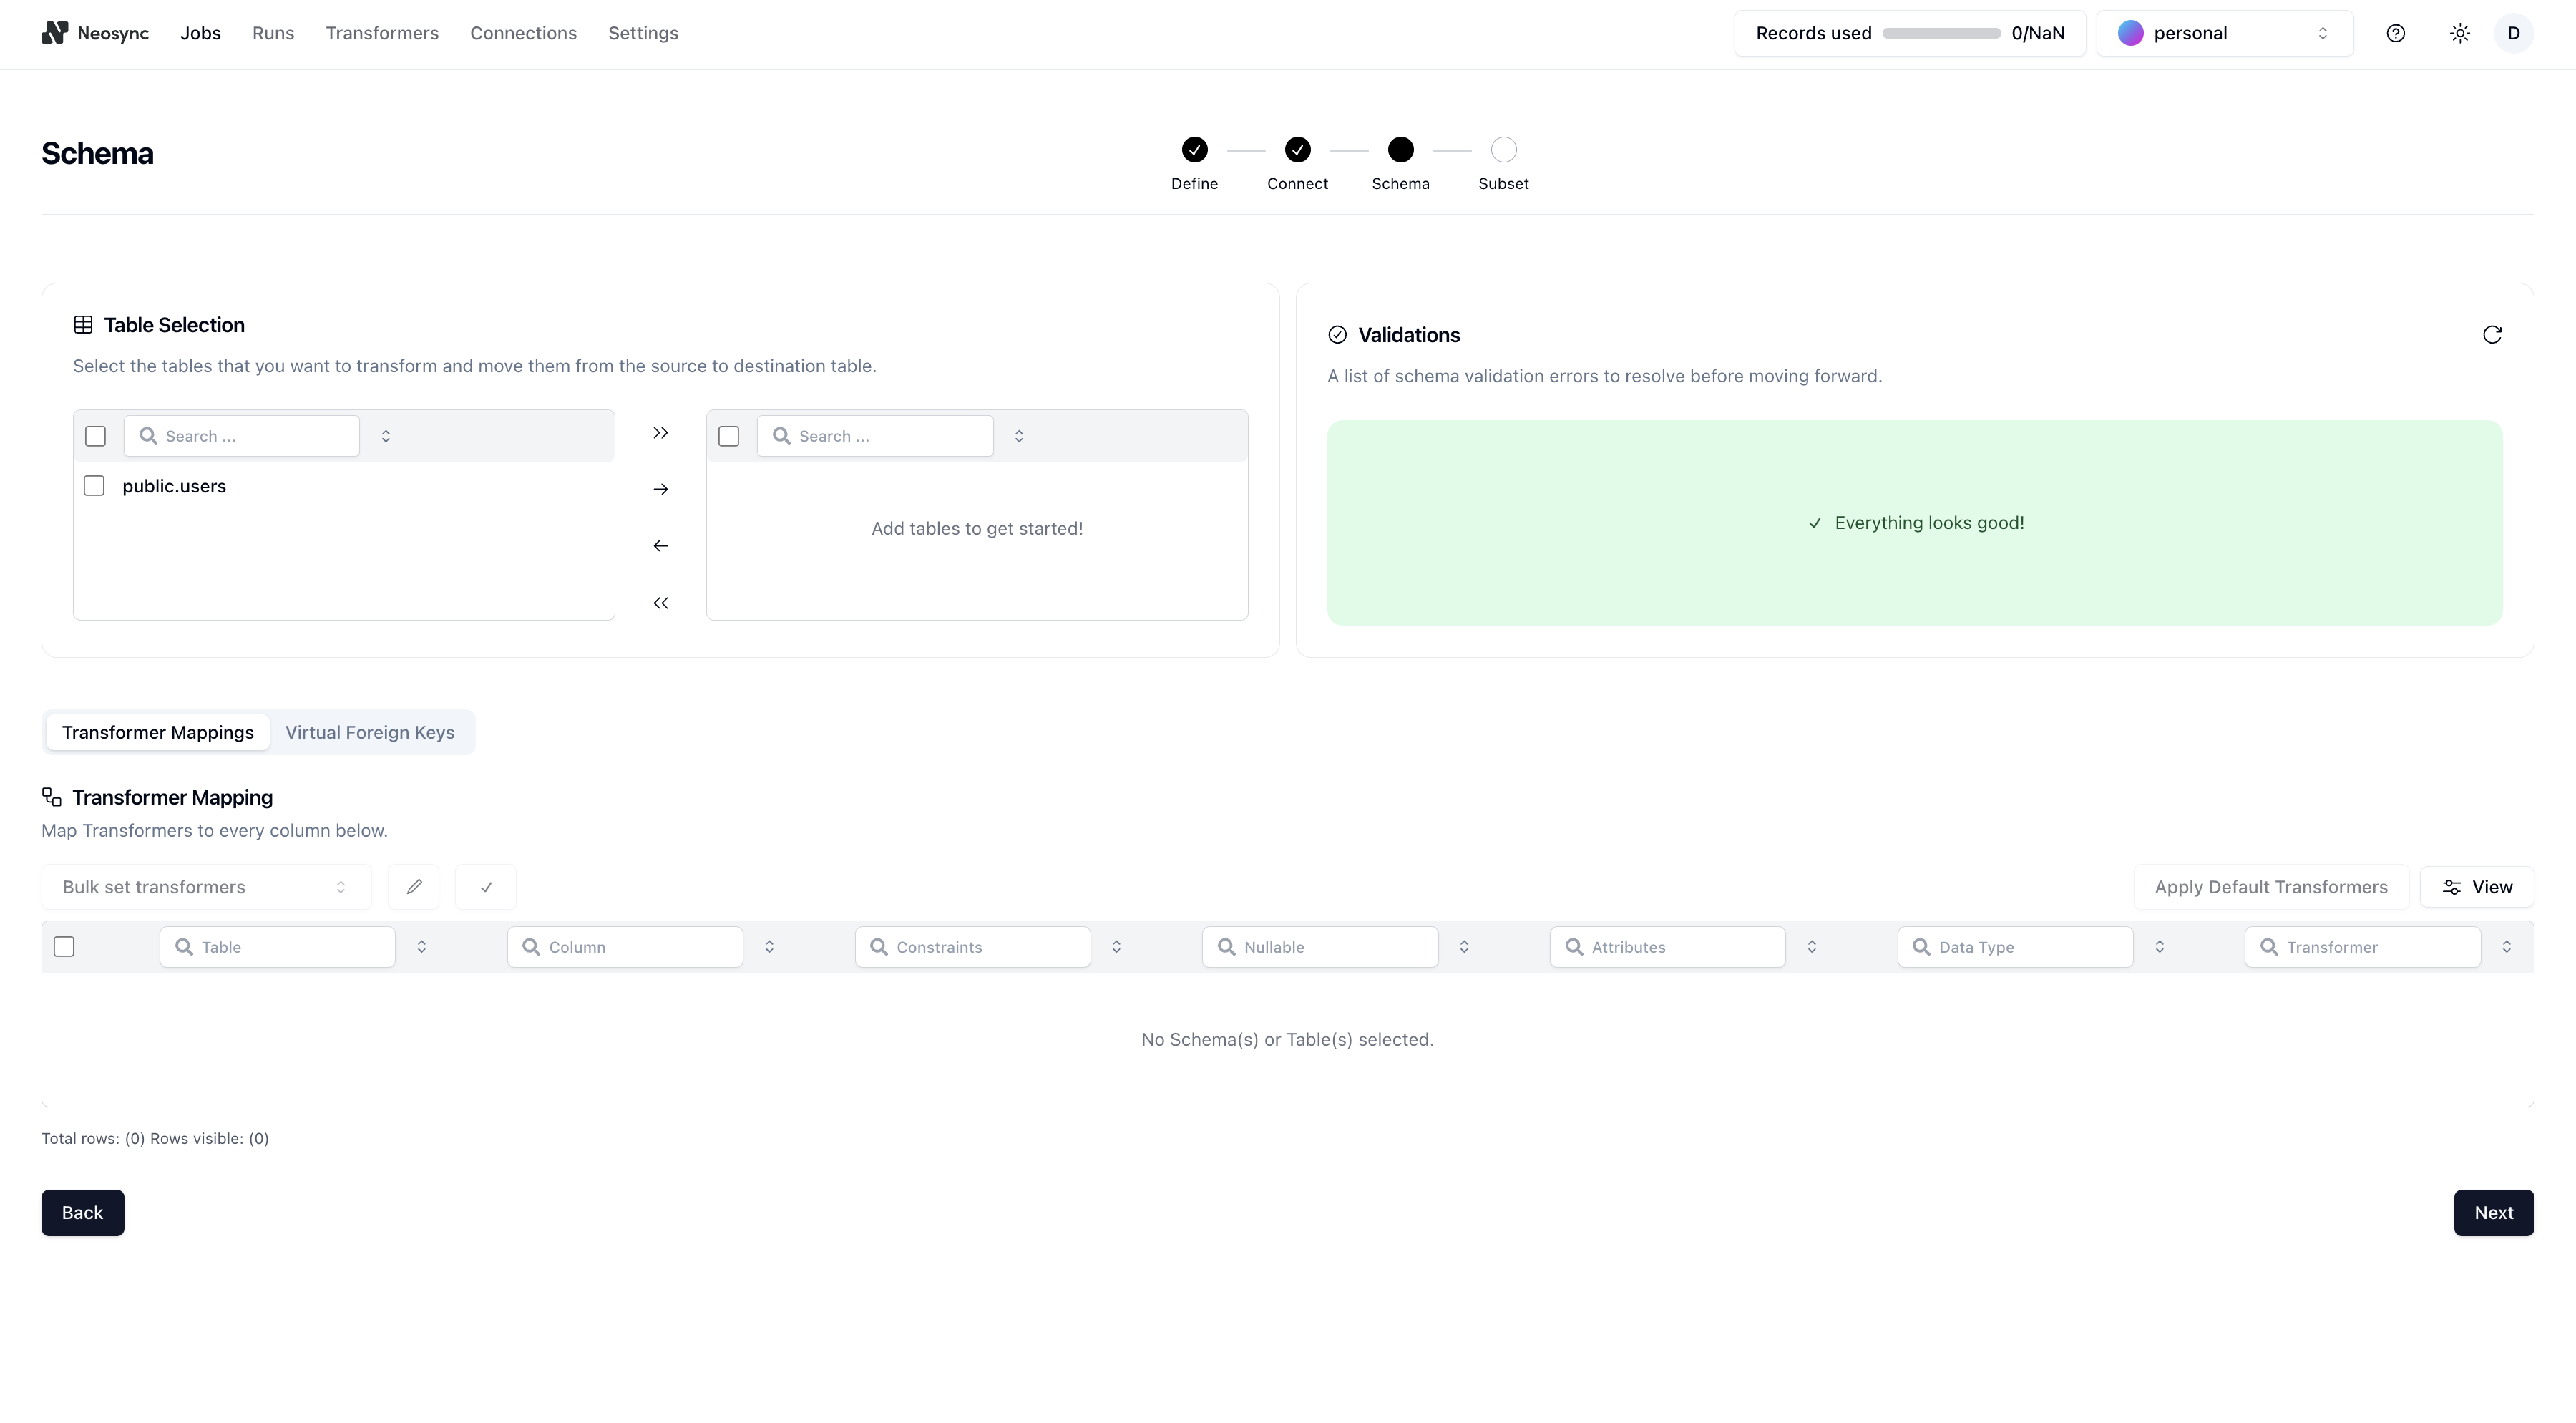 Neosync Jobs Runs Transformers Connections Settings Records used 0/NaN personal D
Schema
Define Connect Schema Subset
Table Selection
Select the tables that you want to transform and move them from the source to destination table.
Search ...
public.users
Search ...
Add tables to get started!
Validations
A list of schema validation errors to resolve before moving forward.
Everything looks good!
Transformer Mappings Virtual Foreign Keys
Transformer Mapping
Map Transformers to every column below.
Bulk set transformers Apply Default Transformers View
Table Column Constraints Nullable Attributes Data Type Transformer
No Schema(s) or Table(s) selected.
Total rows: (0) Rows visible: (0)
Back Next